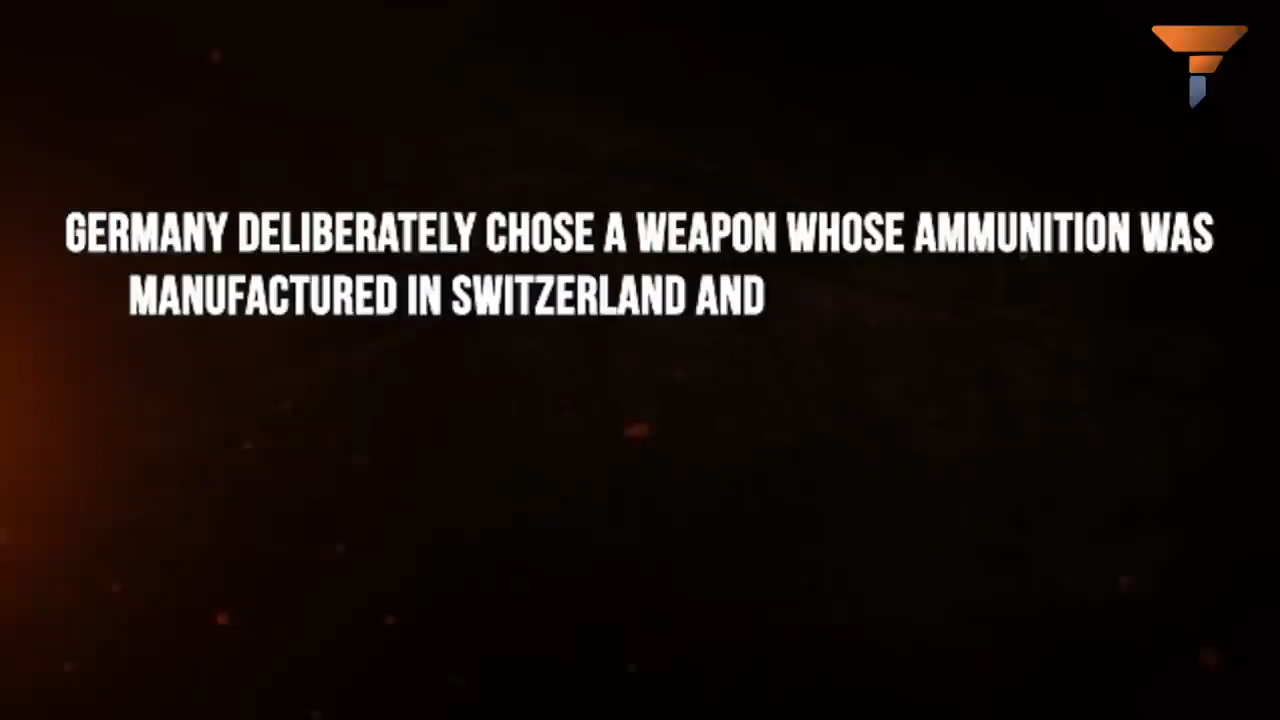 GERMANY DELIBERATELY CHOSE A WEAPON WHOSE AMMUNITION WAS
MANUFACTURED IN SWITZERLAND AND